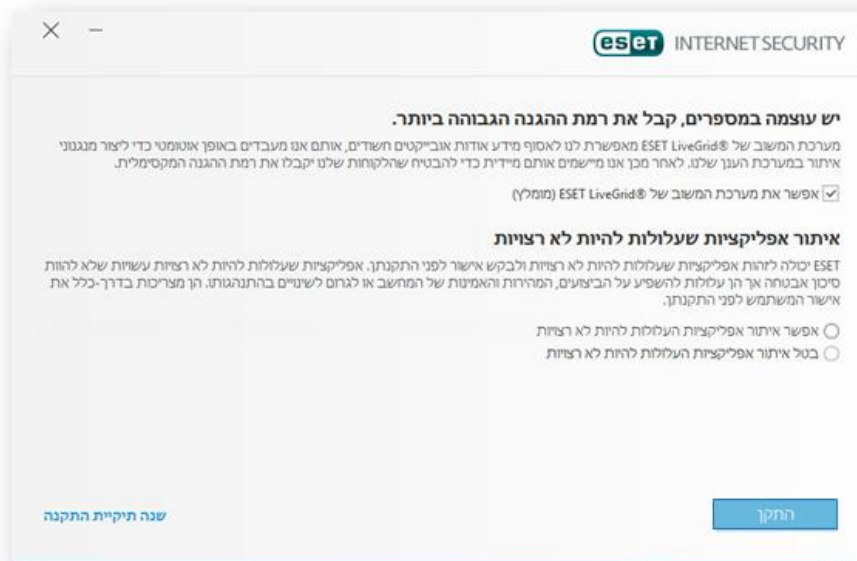 eset INTERNET SECURITY
יש עוצמה במספרים, קבל את רמת ההגנה הגבוהה ביותר.
מערכת המשוב של ESET LiveGrid® מאפשרת לנו לאסוף מידע אודות אובייקטים חשודים, אותם אנו מעבדים באופן אוטומטי כדי ליצור מנגנוני
איתור במערכת הענן שלנו. לאחר מכן אנו מיישמים אותם מיידית כדי להבטיח שהלקוחות שלנו יקבלו את רמת ההגנה המקסימלית.
אפשר את מערכת המשוב של ESET LiveGrid® (מומלץ)
איתור אפליקציות שעלולות להיות לא רצויות
ESET יכולה לזהות אפליקציות שעלולות להיות לא רצויות ולבקש אישור לפני התקנתן. אפליקציות שעלולות להיות לא רצויות עשויות שלא להוות
סיכון אבטחה אך הן עלולות להשפיע על הביצועים, המהירות והאמינות של המחשב או לגרום לשינויים בהתנהגותו. הן מצריכות בדרך-כלל את
אישור המשתמש לפני התקנתן.
אפשר איתור אפליקציות העלולות להיות לא רצויות
בטל איתור אפליקציות העלולות להיות לא רצויות
התקן
שנה תיקיית התקנה